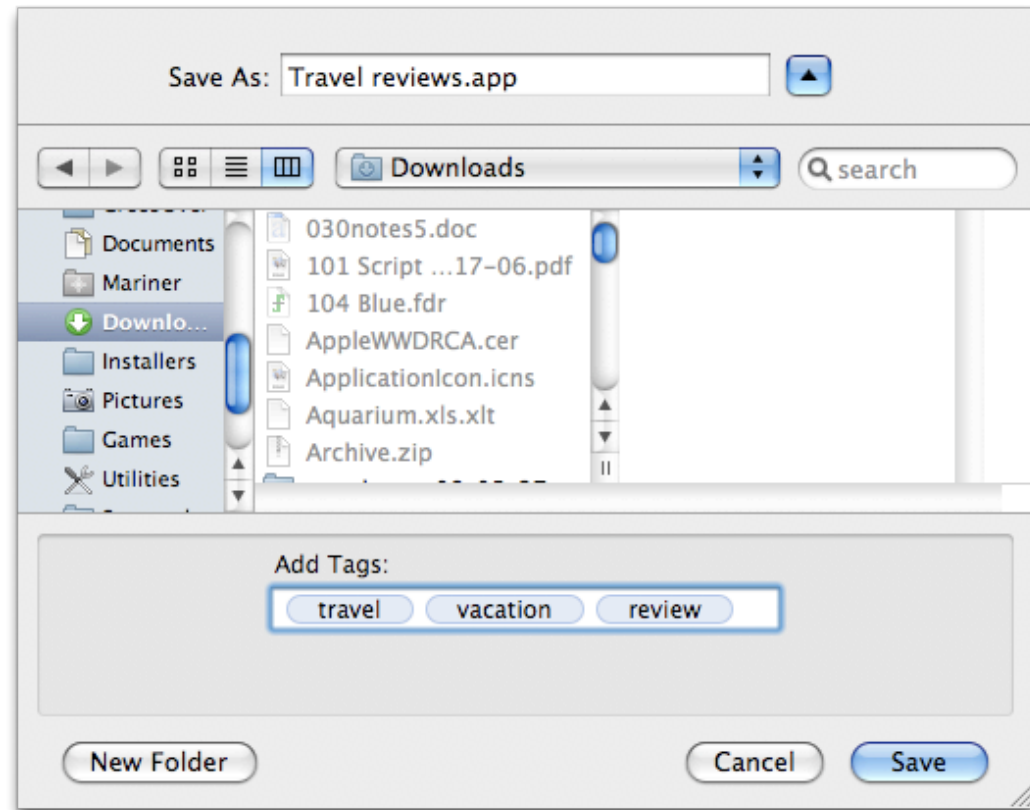 Save As: Travel reviews.app
Downloads
search
Documents
Mariner
Downlo...
Installers
Pictures
Games
Utilities
030notes5.doc
101 Script ...17-06.pdf
104 Blue.fdr
AppleWWDRCA.cer
ApplicationIcon.icns
Aquarium.xls.xlt
Archive.zip
Add Tags:
travel vacation review
New Folder Cancel Save